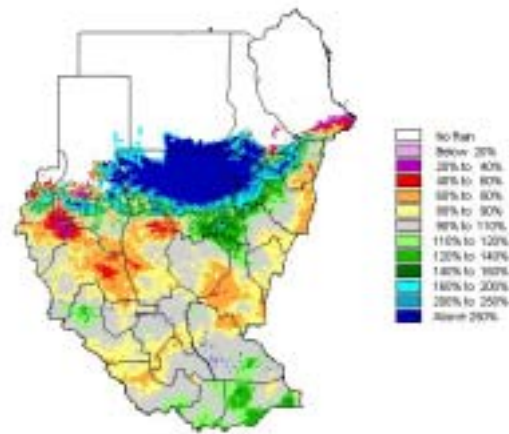 No Rain
Below 20%
20% to 40%
40% to 60%
60% to 80%
80% to 90%
90% to 110%
110% to 120%
120% to 140%
140% to 160%
160% to 200%
200% to 250%
Above 250%